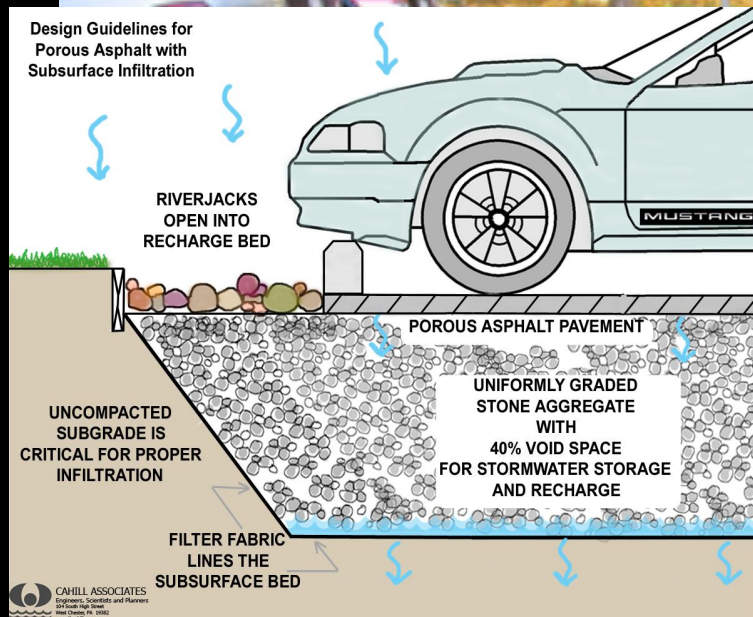 Design Guidelines for
Porous Asphalt with
Subsurface Infiltration
RIVERJACKS
OPEN INTO
RECHARGE BED
MUSTANG
POROUS ASPHALT PAVEMENT
UNIFORMLY GRADED
STONE AGGREGATE
WITH
40% VOID SPACE
FOR STORMWATER STORAGE
AND RECHARGE
UNCOMPACTED
SUBGRADE IS
CRITICAL FOR PROPER
INFILTRATION
FILTER FABRIC
LINES THE
SUBSURFACE BED
CAHILL ASSOCIATES
Engineers, Scientists and Planners
104 South High Street
West Chester, PA 19382